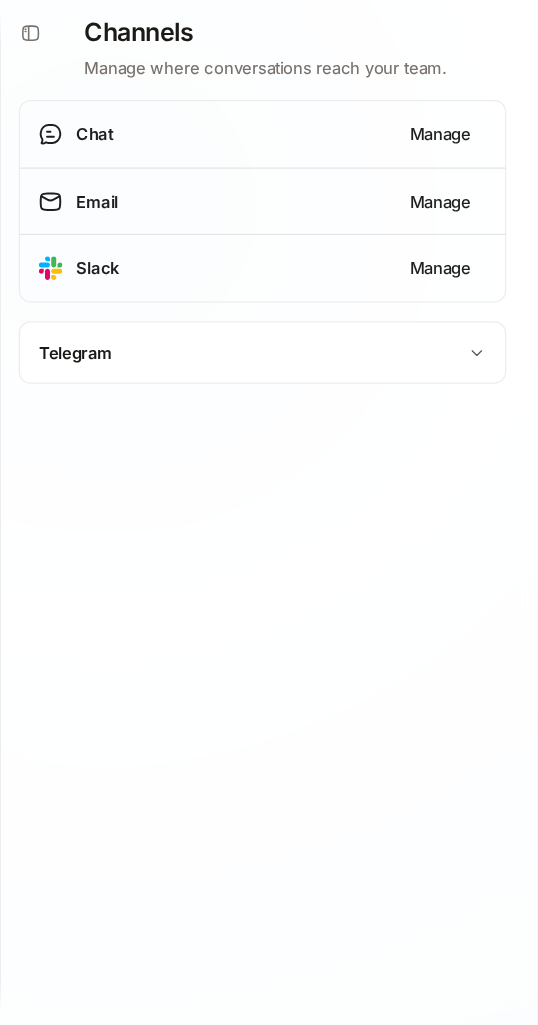 Channels
Manage where conversations reach your team.
Chat Manage
Email Manage
Slack Manage
Telegram